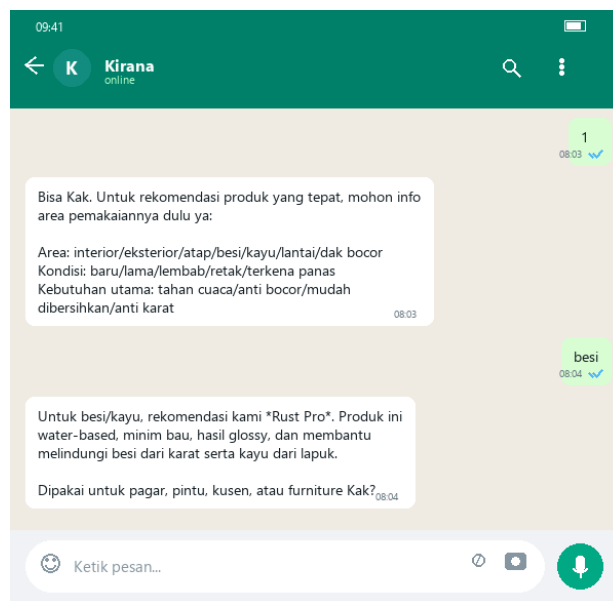 09:41
K
Kirana
online
1
08:03
Bisa Kak. Untuk rekomendasi produk yang tepat, mohon info
area pemakaiannya dulu ya:
Area: interior/eksterior/atap/besi/kayu/lantai/dak bocor
Kondisi: baru/lama/lembab/retak/terkena panas
Kebutuhan utama: tahan cuaca/anti bocor/mudah
dibersihkan/anti karat
08:03
besi
08:04
Untuk besi/kayu, rekomendasi kami *Rust Pro*. Produk ini
water-based, minim bau, hasil glossy, dan membantu
melindungi besi dari karat serta kayu dari lapuk.
Dipakai untuk pagar, pintu, kusen, atau furniture Kak?
08:04
Ketik pesan...